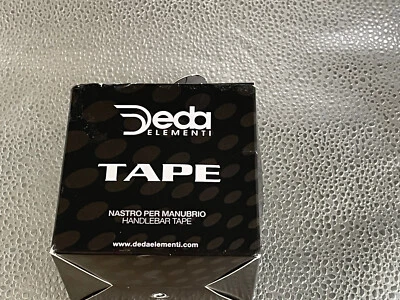 Deda
ELEMENTI
TAPE
NASTRO PER MANUBRIO
HANDLEBAR TAPE
www.dedaelementi.com